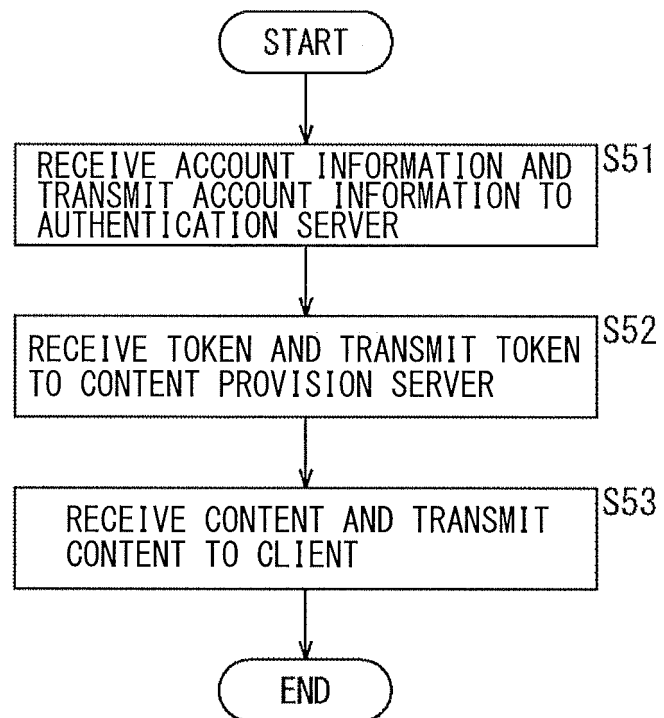 START
RECEIVE ACCOUNT INFORMATION AND
TRANSMIT ACCOUNT INFORMATION TO
AUTHENTICATION SERVER
S51
RECEIVE TOKEN AND TRANSMIT TOKEN
TO CONTENT PROVISION SERVER
S52
RECEIVE CONTENT AND TRANSMIT
CONTENT TO CLIENT
S53
END